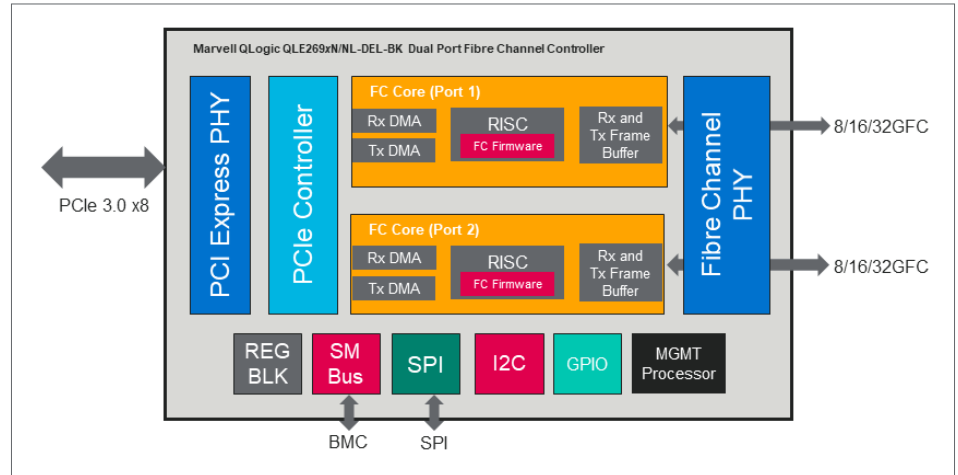 Marvell QLogic QLE269xN/NL-DEL-BK Dual Port Fibre Channel Controller
PCI Express PHY
PCIe Controller
FC Core (Port 1)
Rx DMA
Tx DMA
RISC
FC Firmware
Rx and
Tx Frame
Buffer
FC Core (Port 2)
Rx DMA
Tx DMA
RISC
FC Firmware
Rx and
Tx Frame
Buffer
Fibre Channel
PHY
8/16/32GFC
8/16/32GFC
PCIe 3.0 x8
REG
BLK
SM
Bus
SPI
I2C
GPIO
MGMT
Processor
BMC
SPI